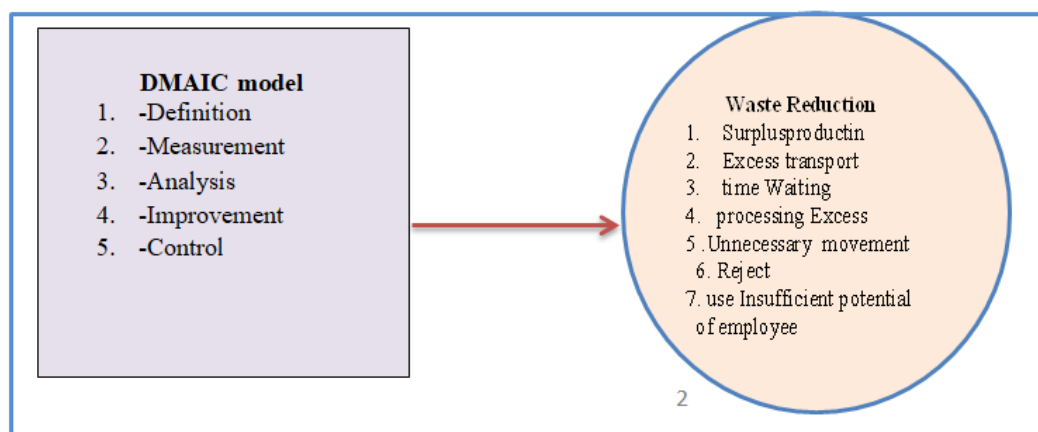 DMAIC model
1. -Definition
2. -Measurement
3. -Analysis
4. -Improvement
5. -Control
Waste Reduction
1. Surplusproductin
2. Excess transport
3. time Waiting
4. processing Excess
5 .Unnecessary movement
6. Reject
7. use Insufficient potential
of employee
2